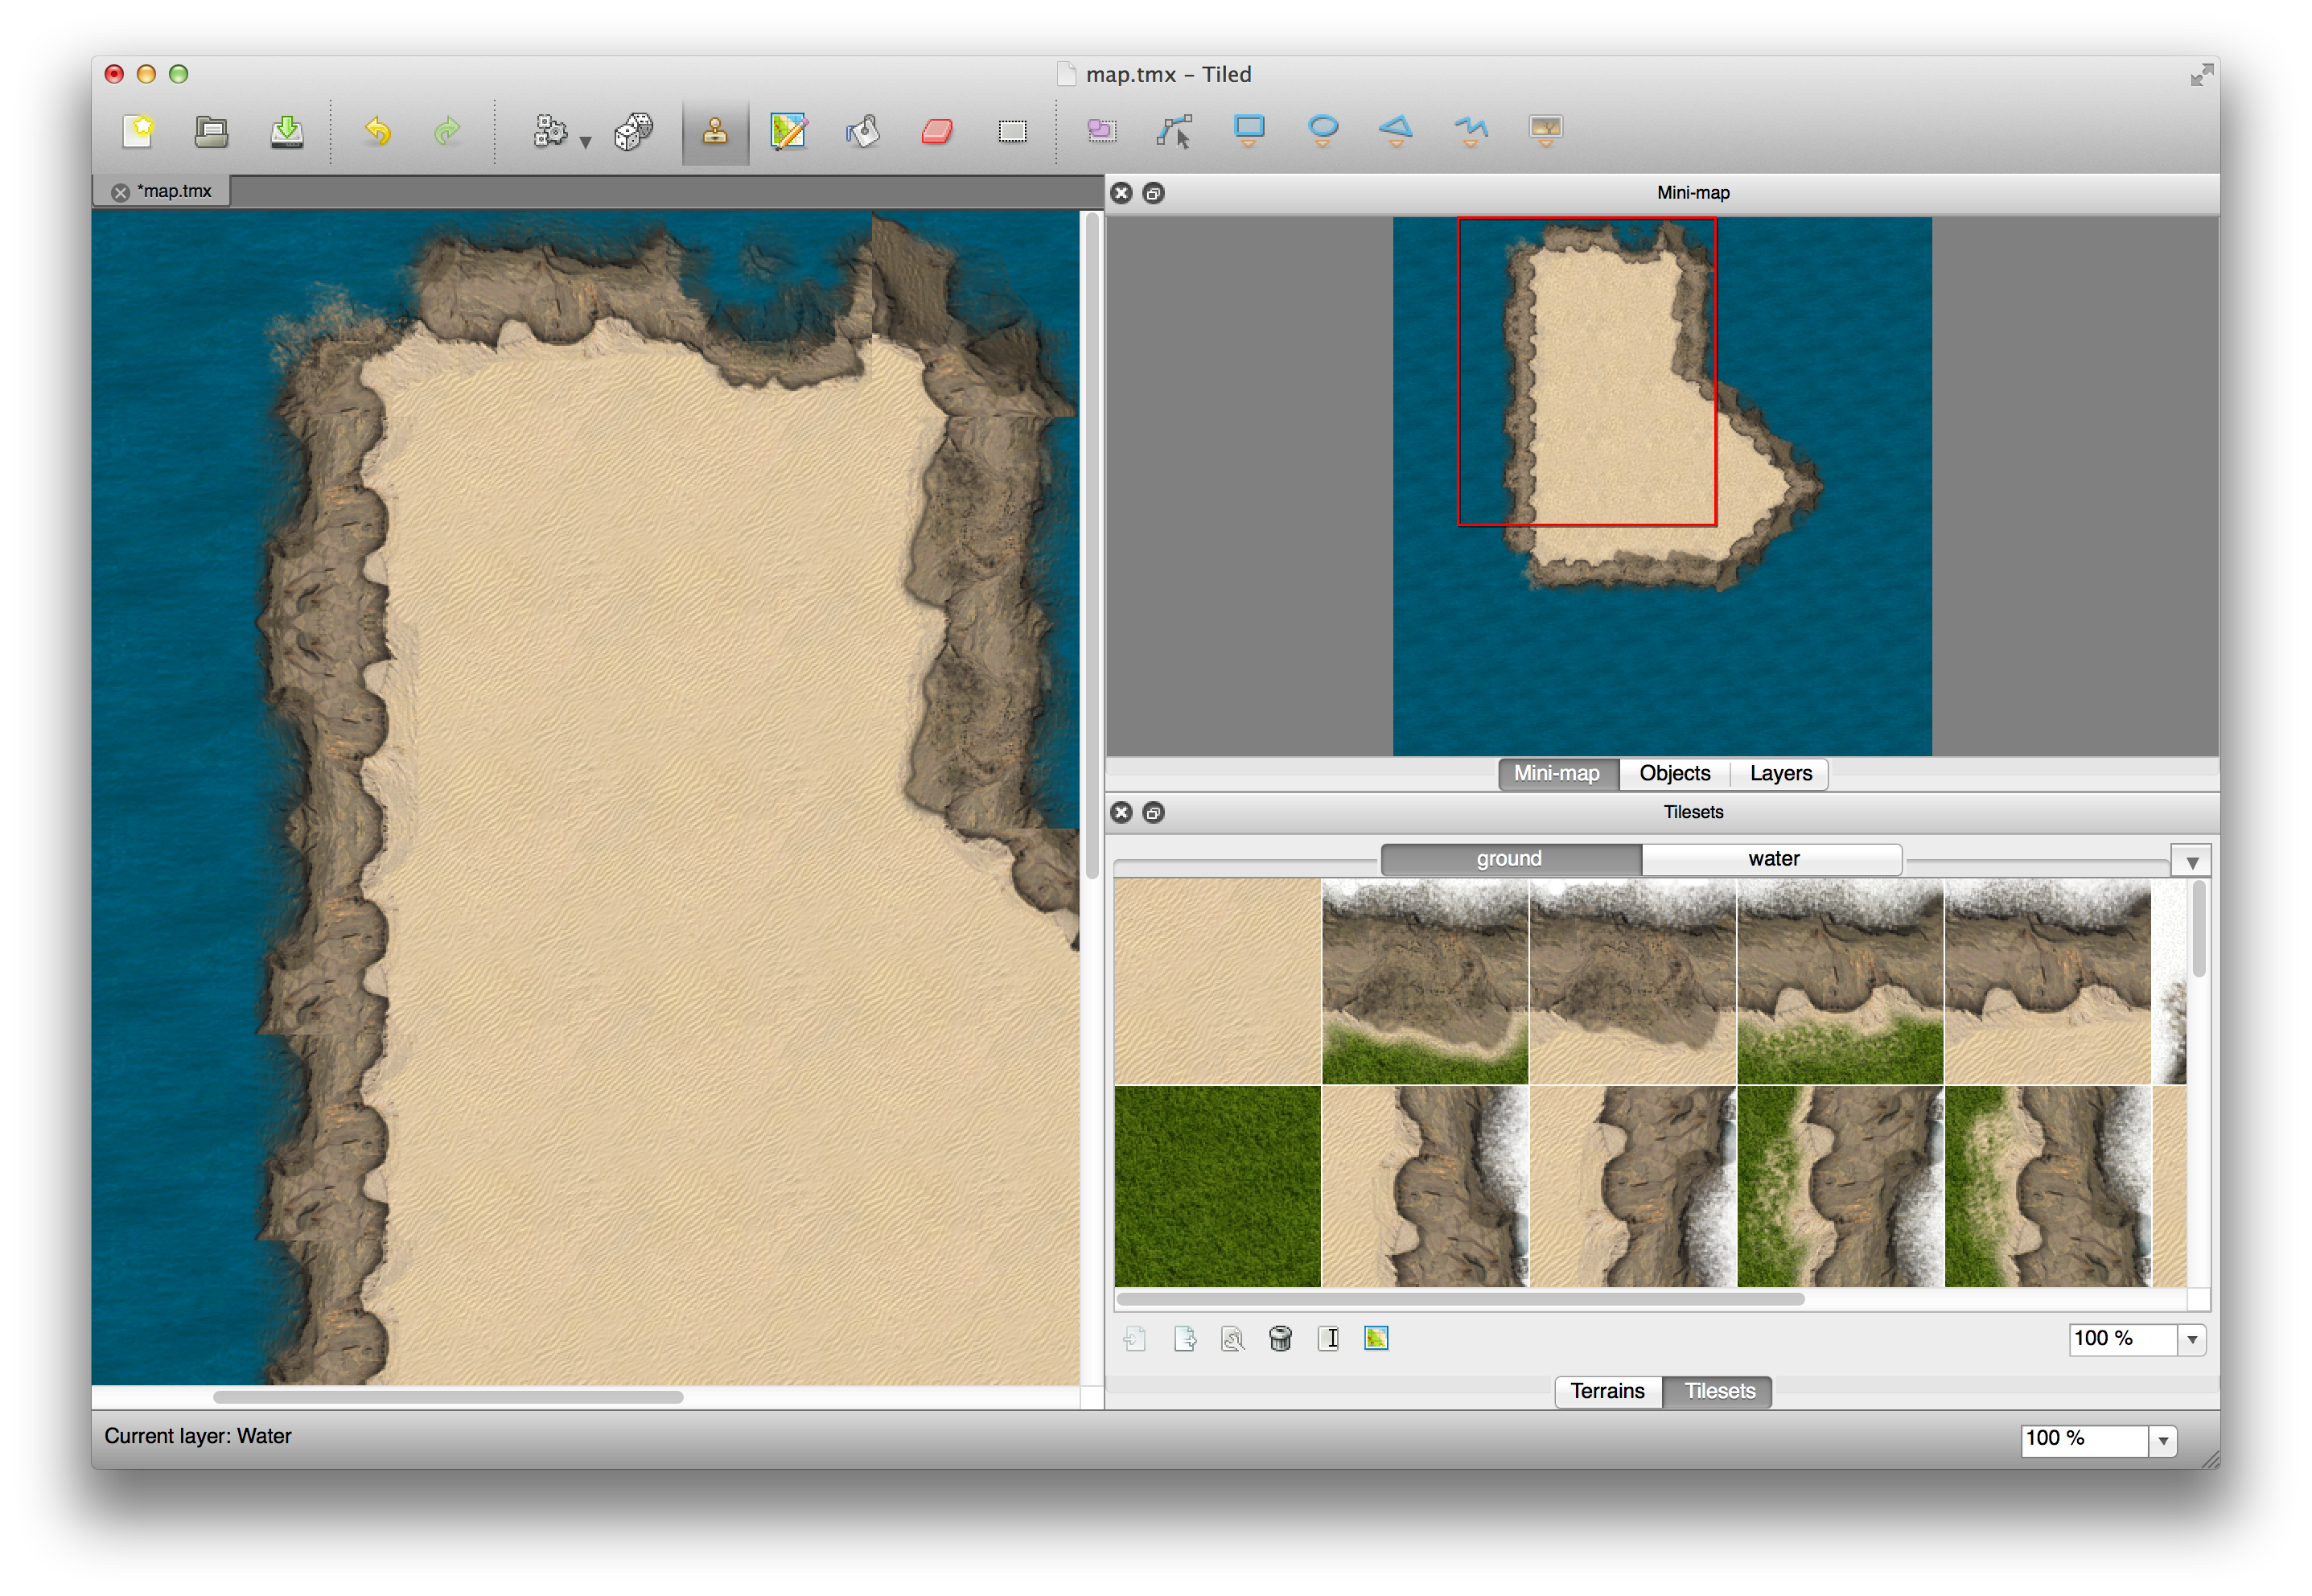 map.tmx – Tiled
*map.tmx
Mini-map
Mini-map Objects Layers
Tilesets
ground water
100 %
Terrains Tilesets
Current layer: Water
100 %